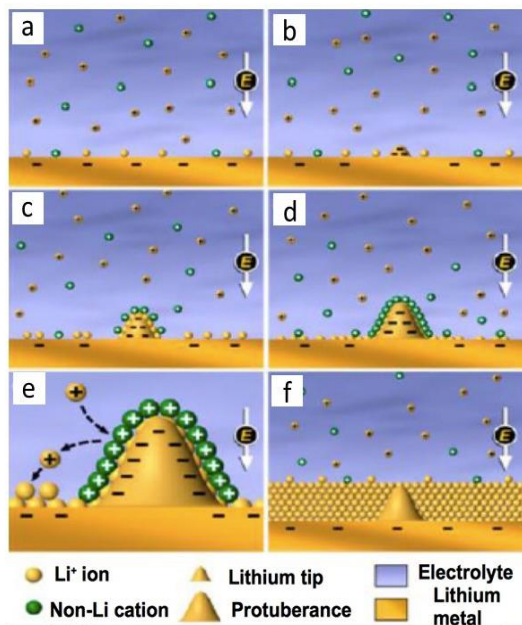 a
b
E
E
c
d
E
E
e
f
E
E
Li+ ion
Lithium tip
Electrolyte
Non-Li cation
Protuberance
Lithium
metal